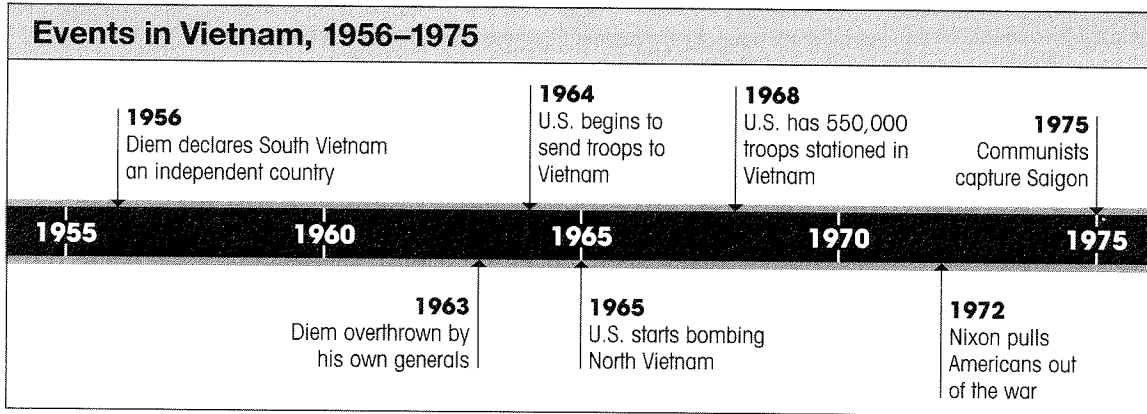 Events in Vietnam, 1956–1975
1956
Diem declares South Vietnam
an independent country
1964
U.S. begins to
send troops to
Vietnam
1968
U.S. has 550,000
troops stationed in
Vietnam
1975
Communists
capture Saigon
1955
1960
1965
1970
1975
1963
Diem overthrown by
his own generals
1965
U.S. starts bombing
North Vietnam
1972
Nixon pulls
Americans out
of the war